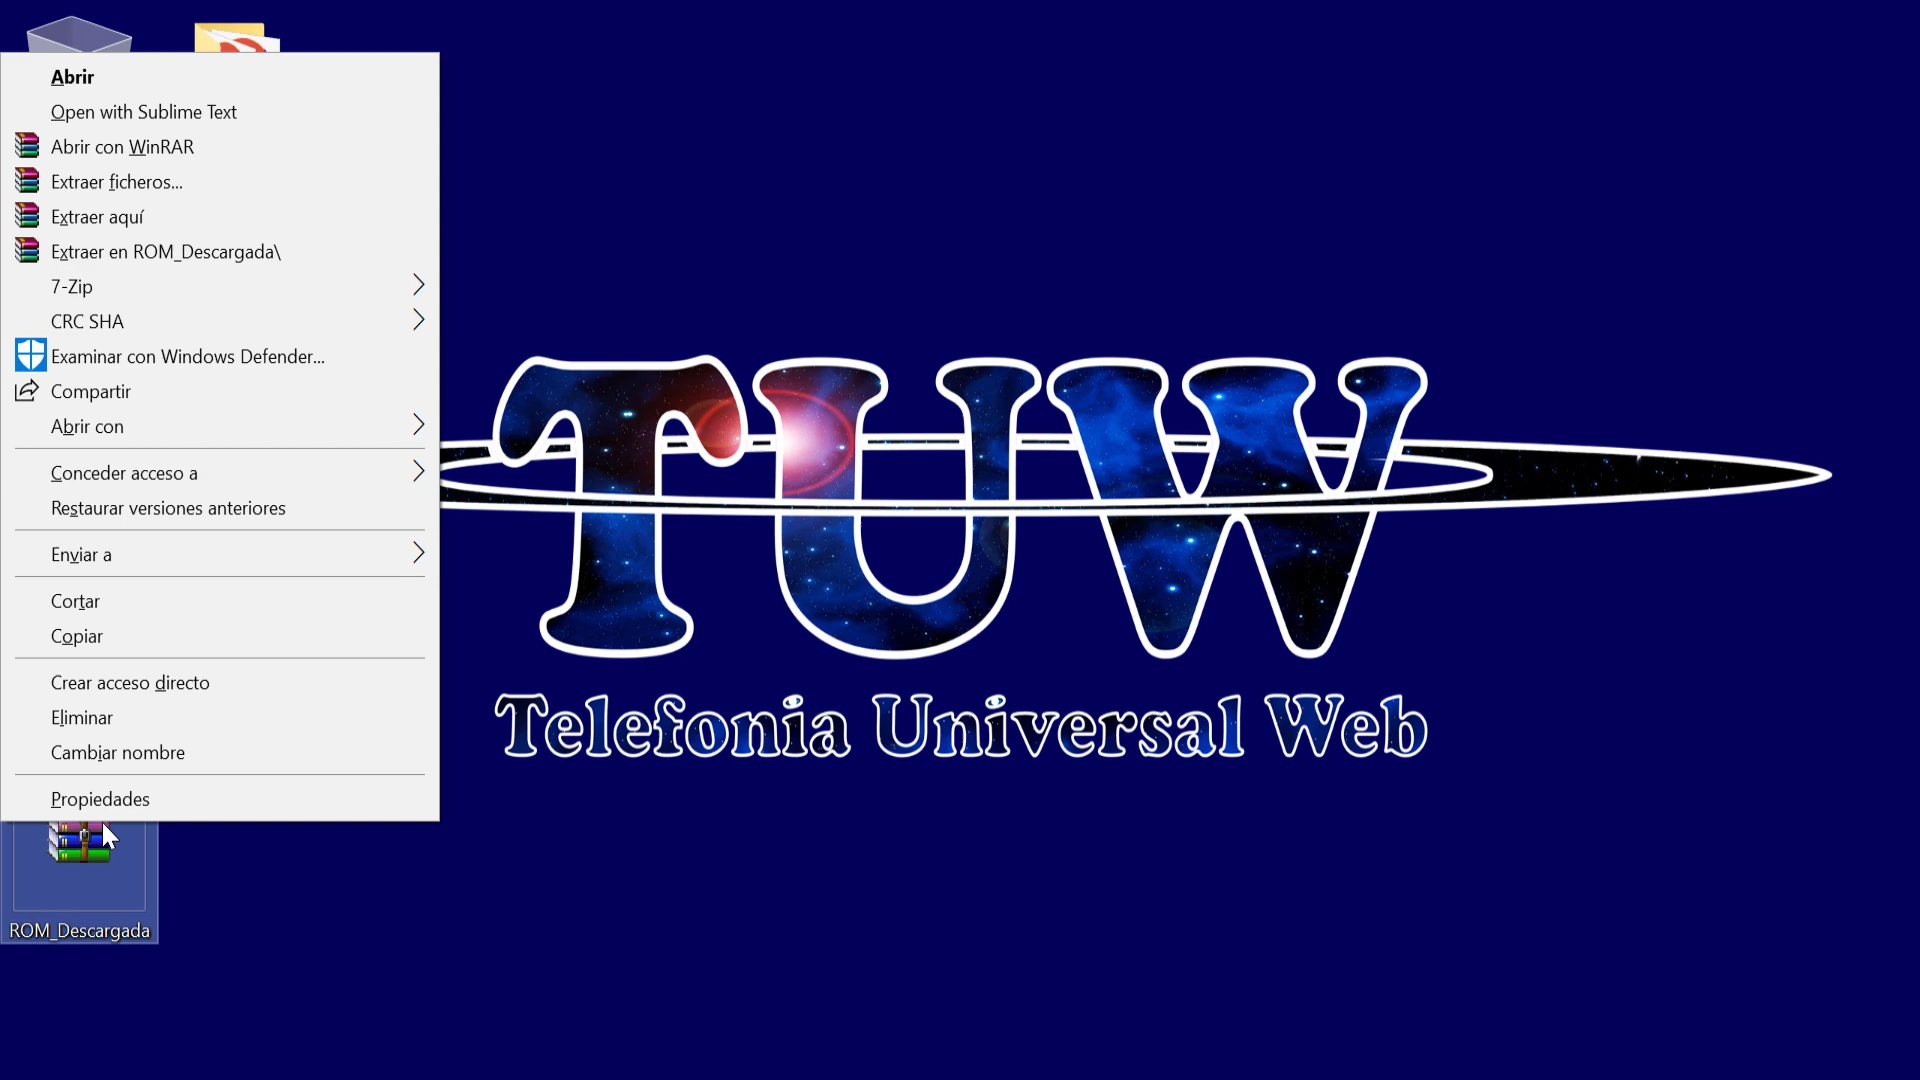 Abrir
Open with Sublime Text
Abrir con WinRAR
Extraer ficheros...
Extraer aquí
Extraer en ROM_Descargada\
7-Zip
CRC SHA
Examinar con Windows Defender...
Compartir
Abrir con
Conceder acceso a
Restaurar versiones anteriores
Enviar a
Cortar
Copiar
Crear acceso directo
Eliminar
Cambiar nombre
Propiedades
ROM_Descargada
TUW
Telefonia Universal Web